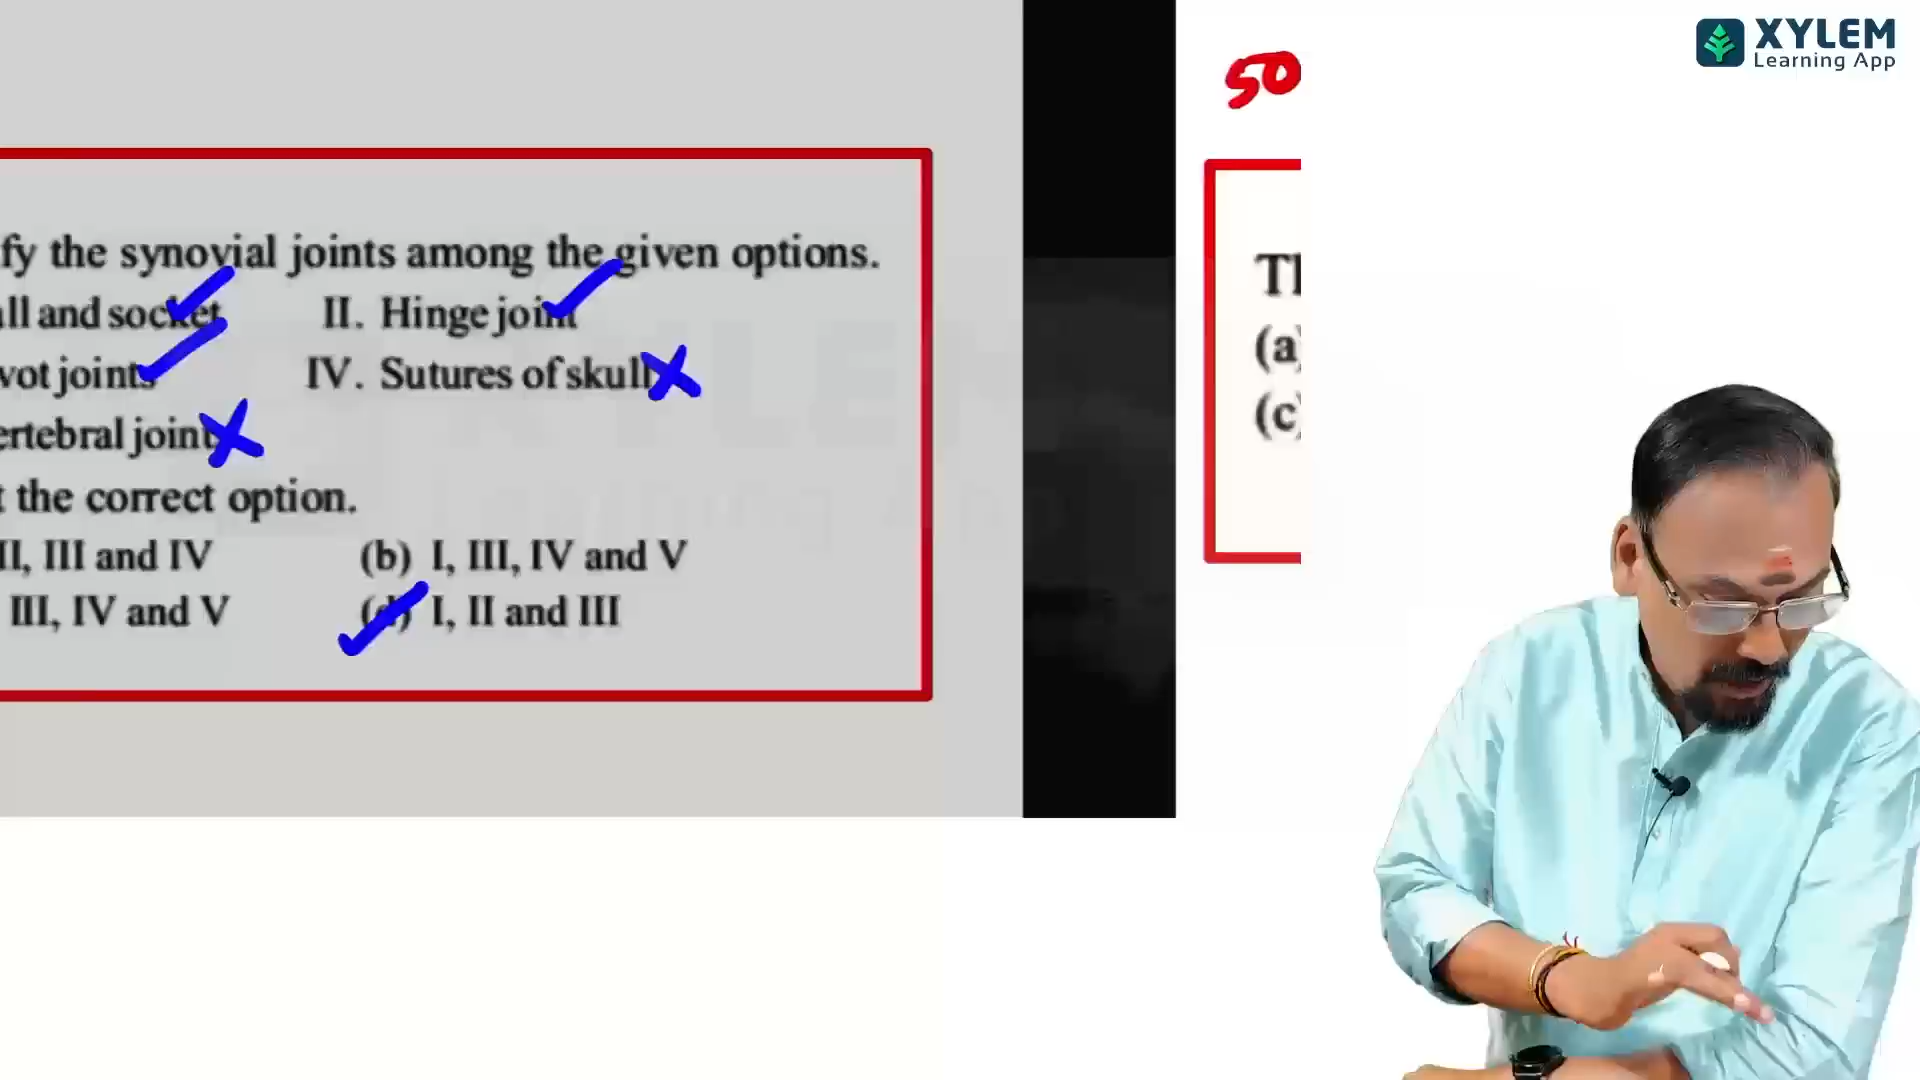 XYLEM
Learning App
50
fy the synovial joints among the given options.
ll and socket II. Hinge joint
vot joints IV. Sutures of skull
ertebral joint
t the correct option.
II, III and IV (b) I, III, IV and V
III, IV and V (d) I, II and III
Th
(a)
(c)